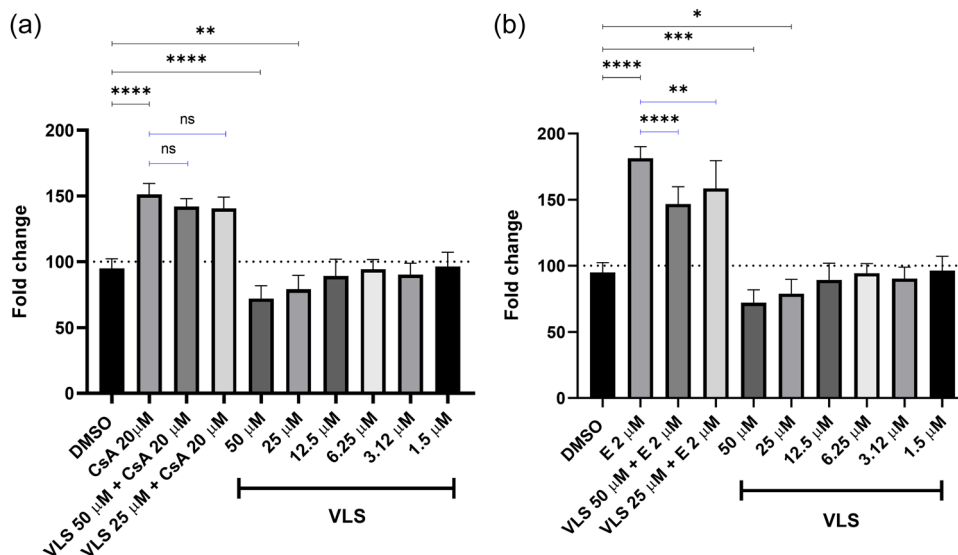 (a)
**
****
****
ns
ns
200
150
100
50
0
Fold change
DMSO
CsA 20μM
VLS 50 μM + CsA 20 μM
VLS 25 μM + CsA 20 μM
50 μM
25 μM
12.5 μM
6.25 μM
3.12 μM
1.5 μM
VLS
(b)
*
***
****
**
****
200
150
100
50
0
Fold change
DMSO
E 2 μM
VLS 50 μM + E 2 μM
VLS 25 μM + E 2 μM
50 μM
25 μM
12.5 μM
6.25 μM
3.12 μM
1.5 μM
VLS